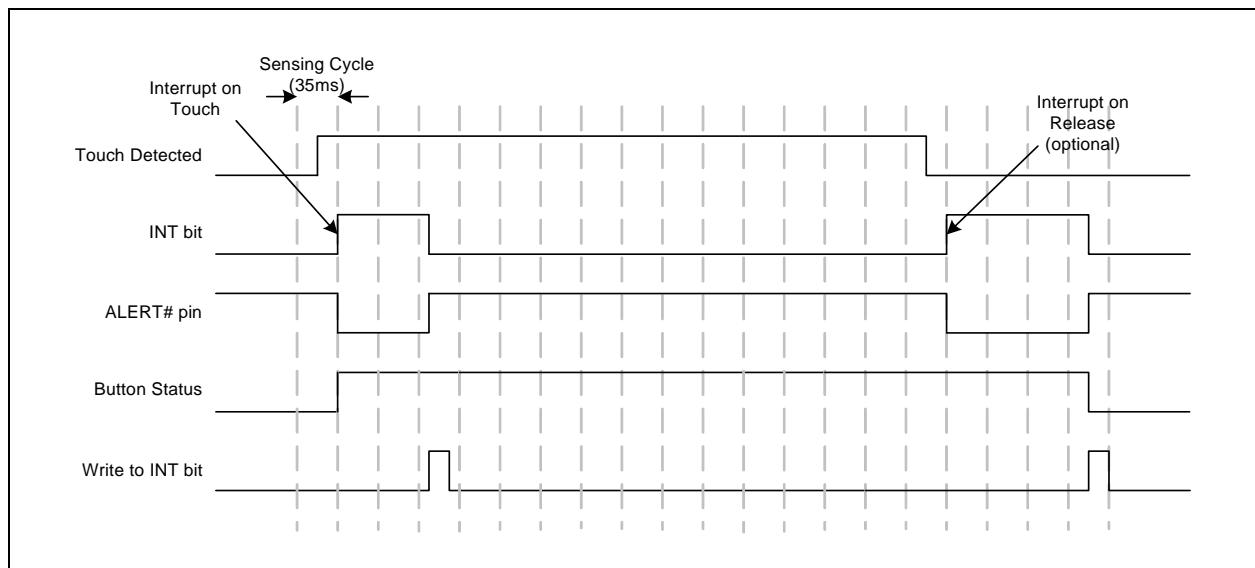 Sensing Cycle
(35ms)
Interrupt on
Touch
Interrupt on
Release
(optional)
Touch Detected
INT bit
ALERT# pin
Button Status
Write to INT bit